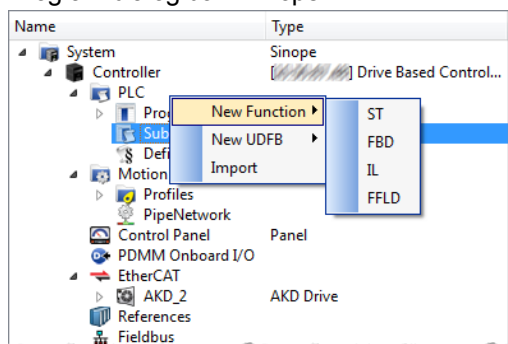 Name Type
System Sinope
Controller [ ] Drive Based Control...
PLC
New Function
ST
Sub
New UDFB
FBD
Defi
Import
IL
Motion
FFLD
Profiles
PipeNetwork
Control Panel Panel
PDMM Onboard I/O
EtherCAT
AKD_2 AKD Drive
References
Fieldbus